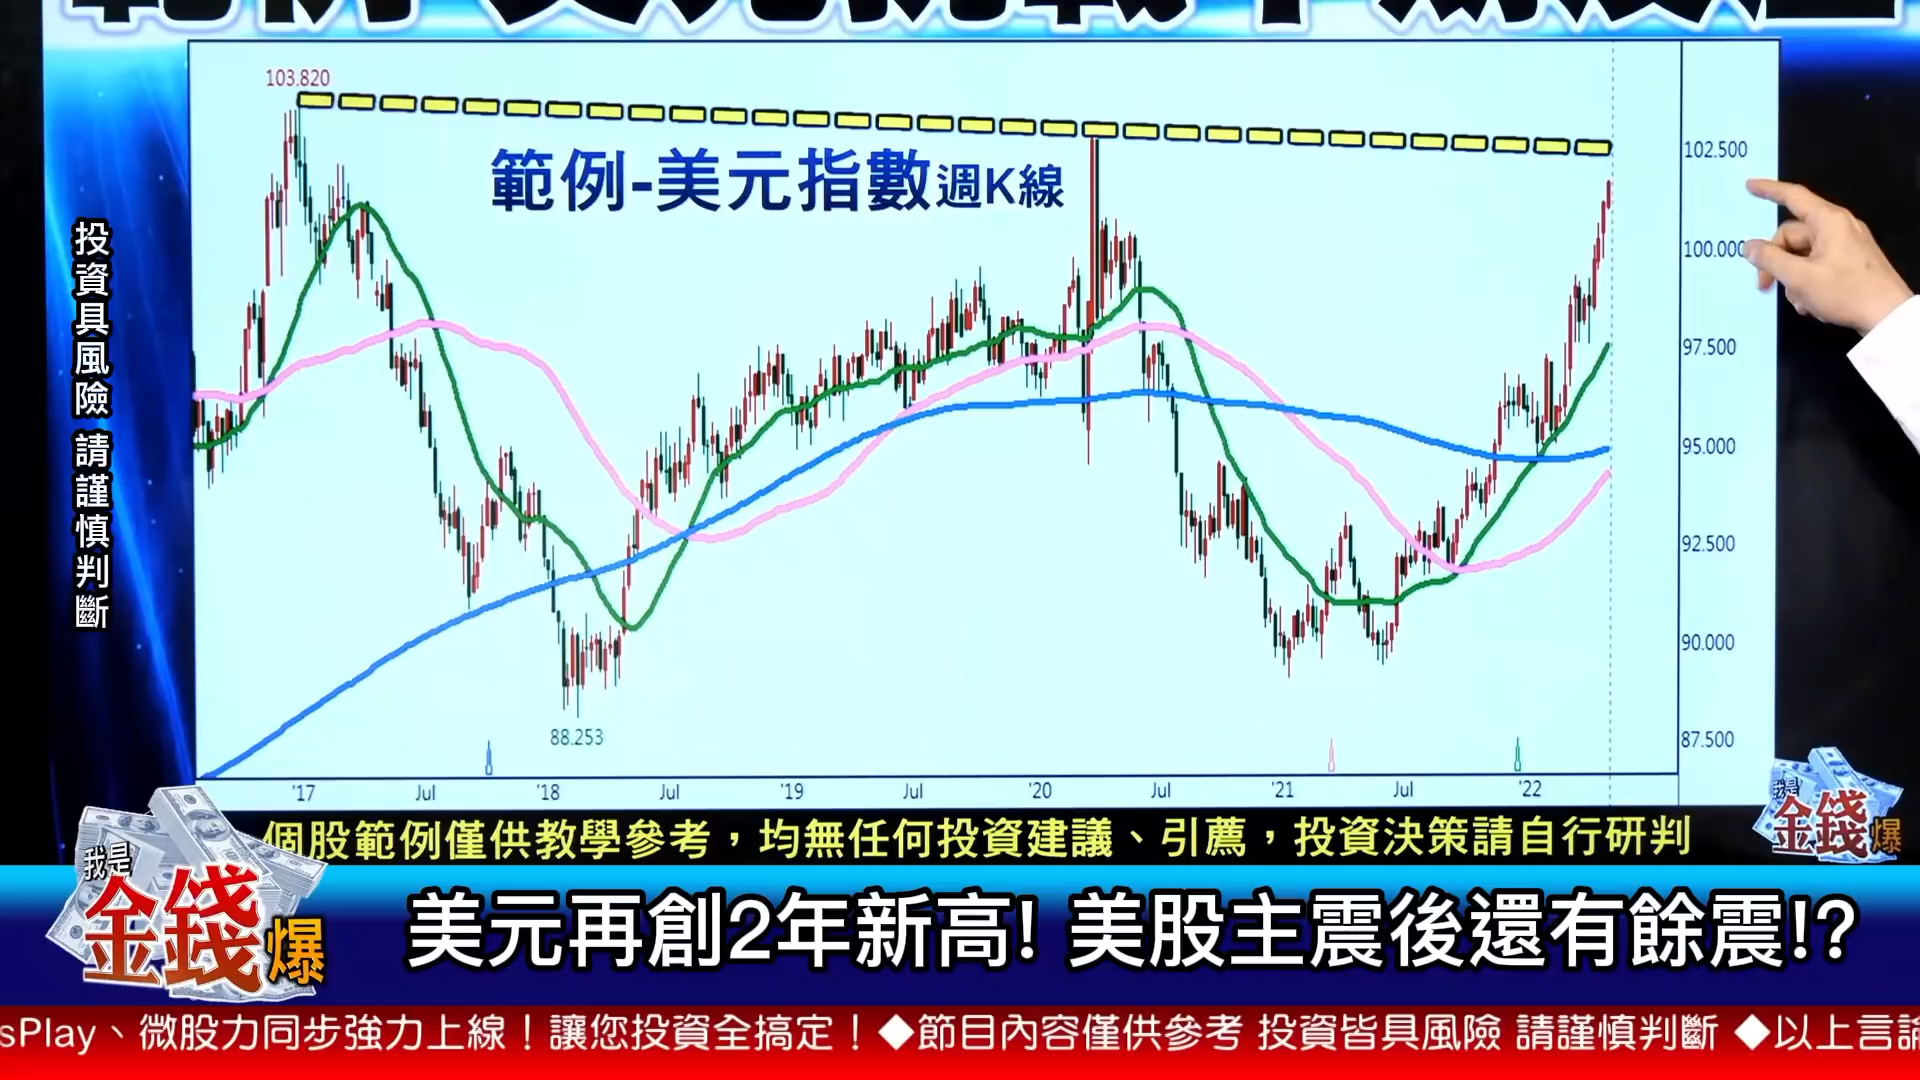 103.820
範例-美元指數週K線
102.500
100.000
97.500
95.000
92.500
90.000
87.500
88.253
'17 Jul '18 Jul '19 Jul '20 Jul '21 Jul '22
投資具風險 請謹慎判斷
個股範例僅供教學參考，均無任何投資建議、引薦，投資決策請自行研判
我是
金錢爆
我是
金錢爆
美元再創2年新高! 美股主震後還有餘震!?
sPlay、微股力同步強力上線！讓您投資全搞定！◆節目內容僅供參考 投資皆具風險 請謹慎判斷 ◆以上言論